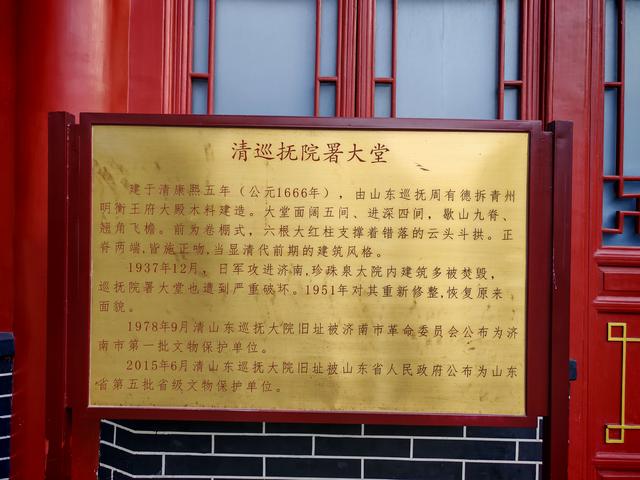 清巡抚院署大堂
建于清康熙五年（公元1666年），由山东巡抚周有德拆青州
明衡王府大殿木料建造。大堂面阔五间、进深四间，歇山九脊、
翘角飞檐。前为卷棚式，六根大红柱支撑着错落的云头斗拱。正
脊两端,皆施正吻,当显清代前期的建筑风格。
1937年12月，日军攻进济南,珍珠泉大院内建筑多被焚毁，
巡抚院署大堂也遭到严重破坏。1951年对其重新修整,恢复原来
面貌。
1978年9月清山东巡抚大院旧址被济南市革命委员会公布为济
南市第一批文物保护单位。
2015年6月清山东巡抚大院旧址被山东省人民政府公布为山东
省第五批省级文物保护单位。